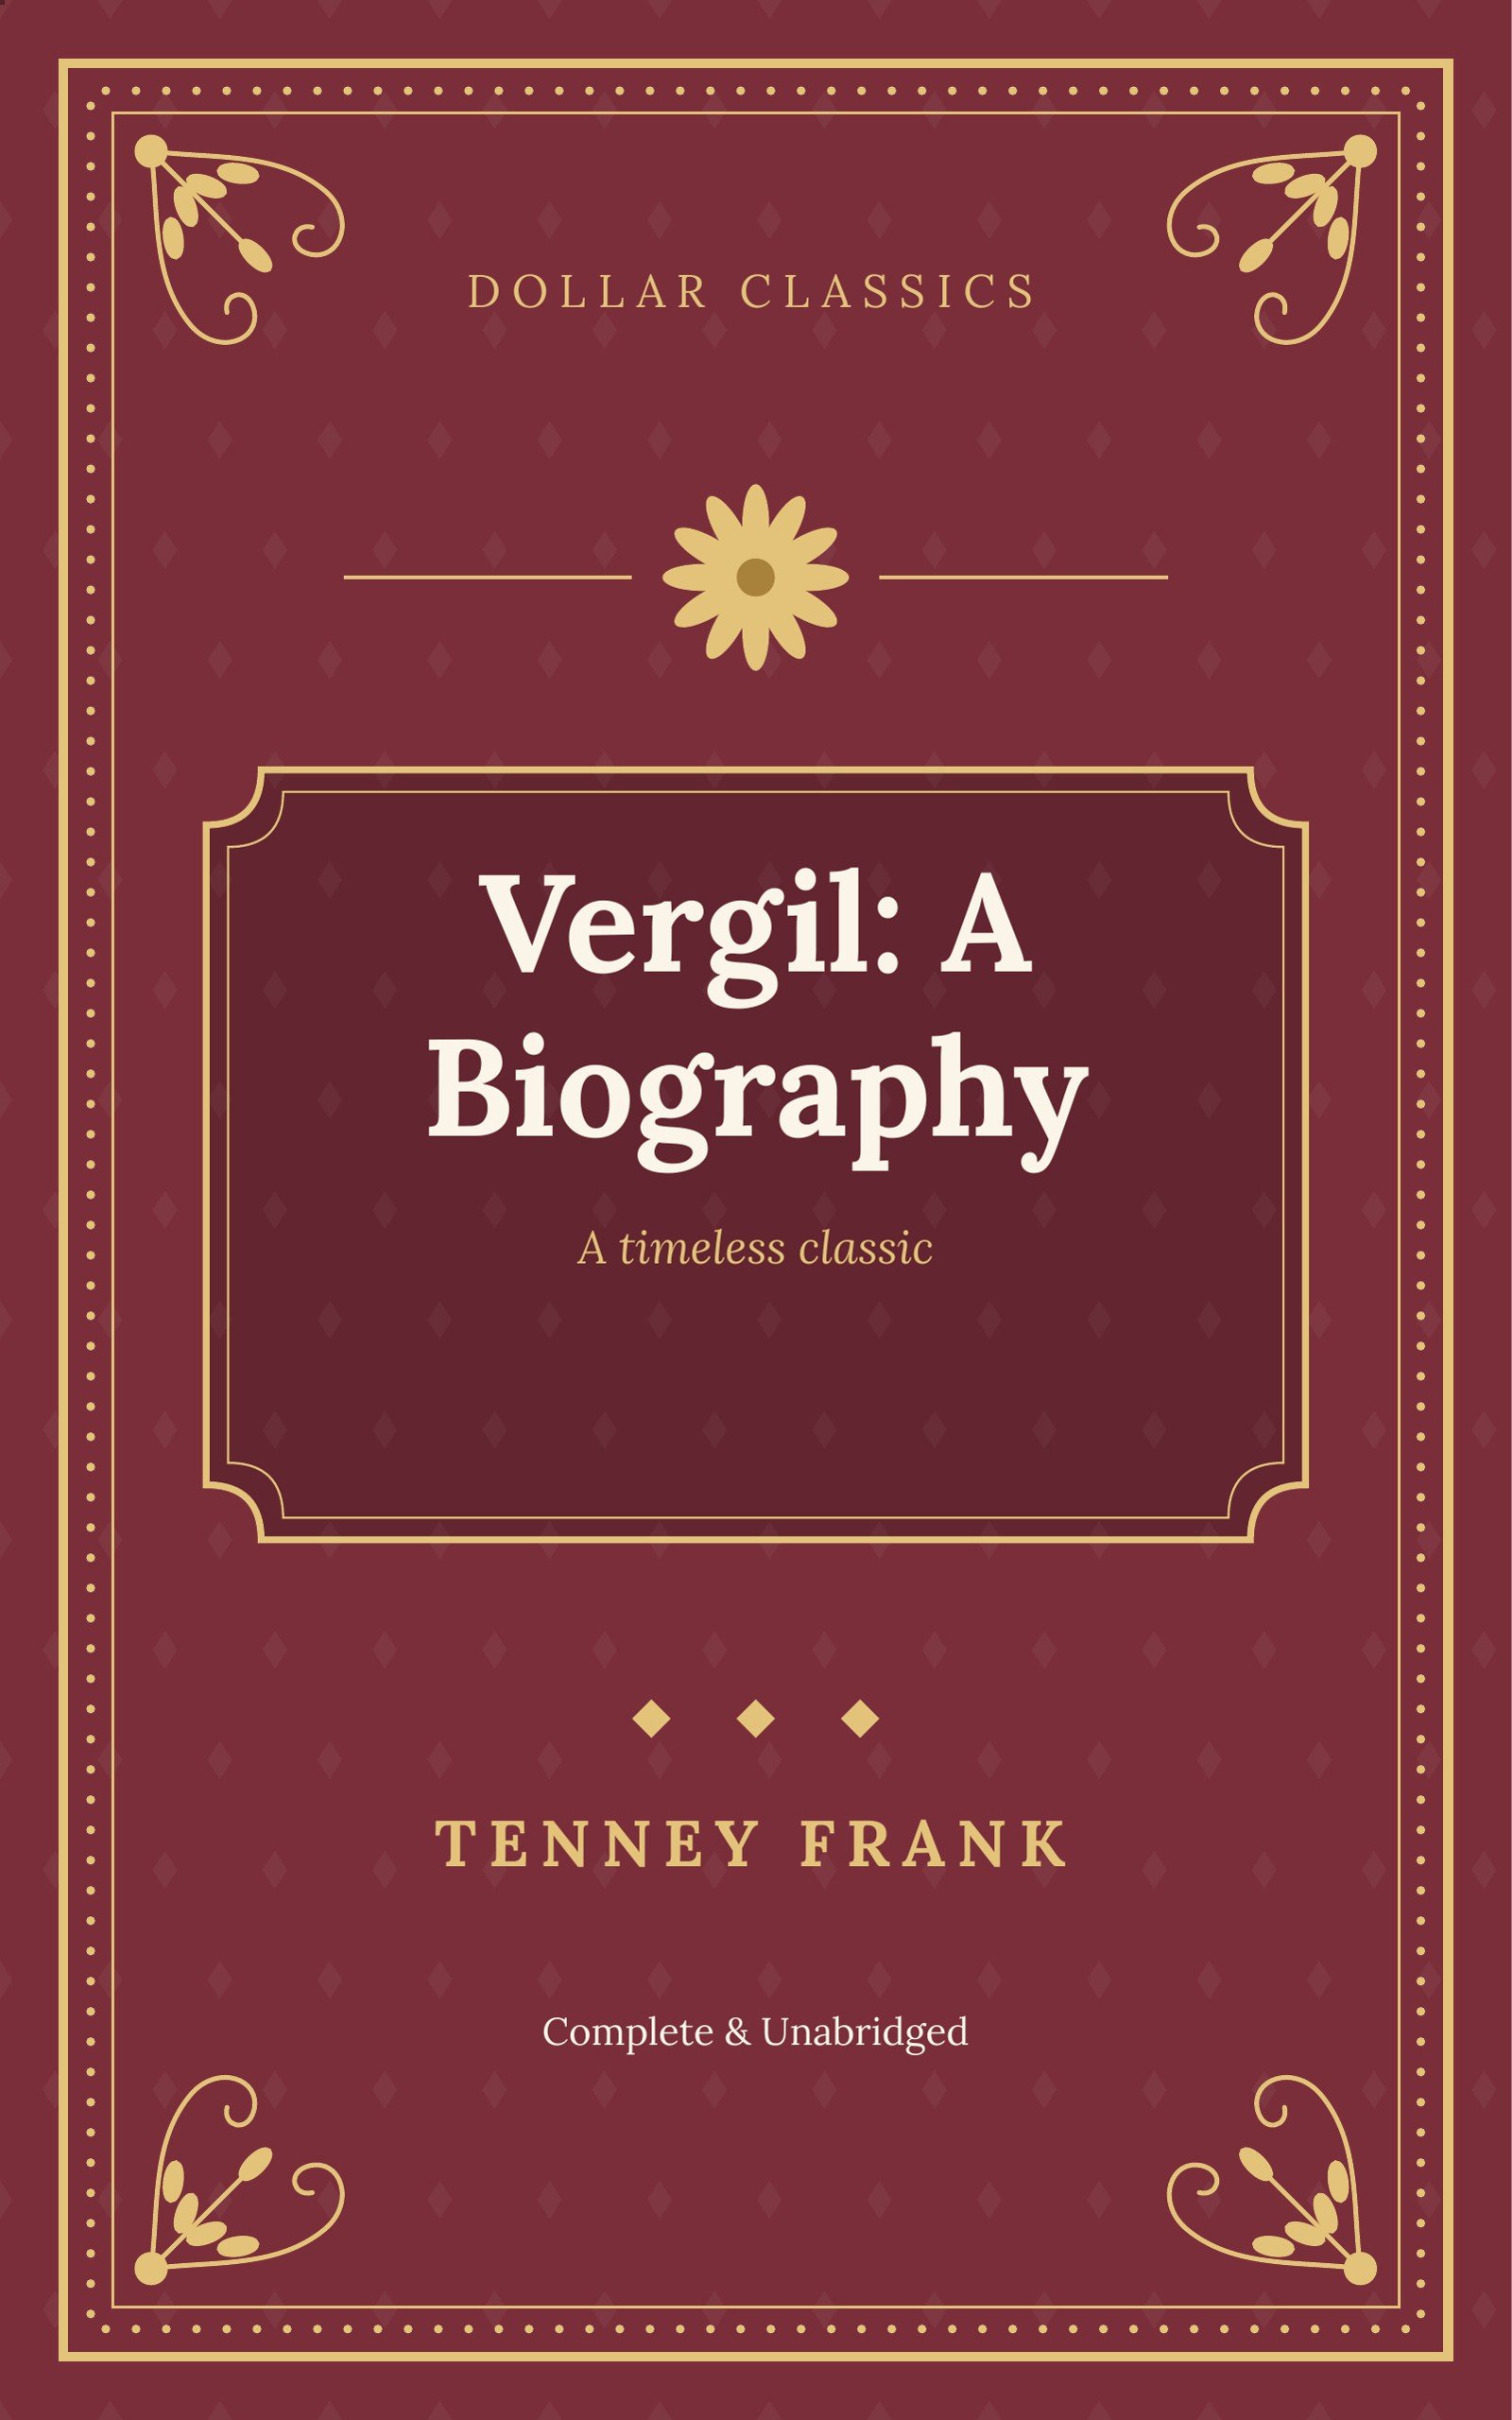 DOLLAR CLASSICS
Vergil: A
Biography
A timeless classic
TENNEY FRANK
Complete & Unabridged